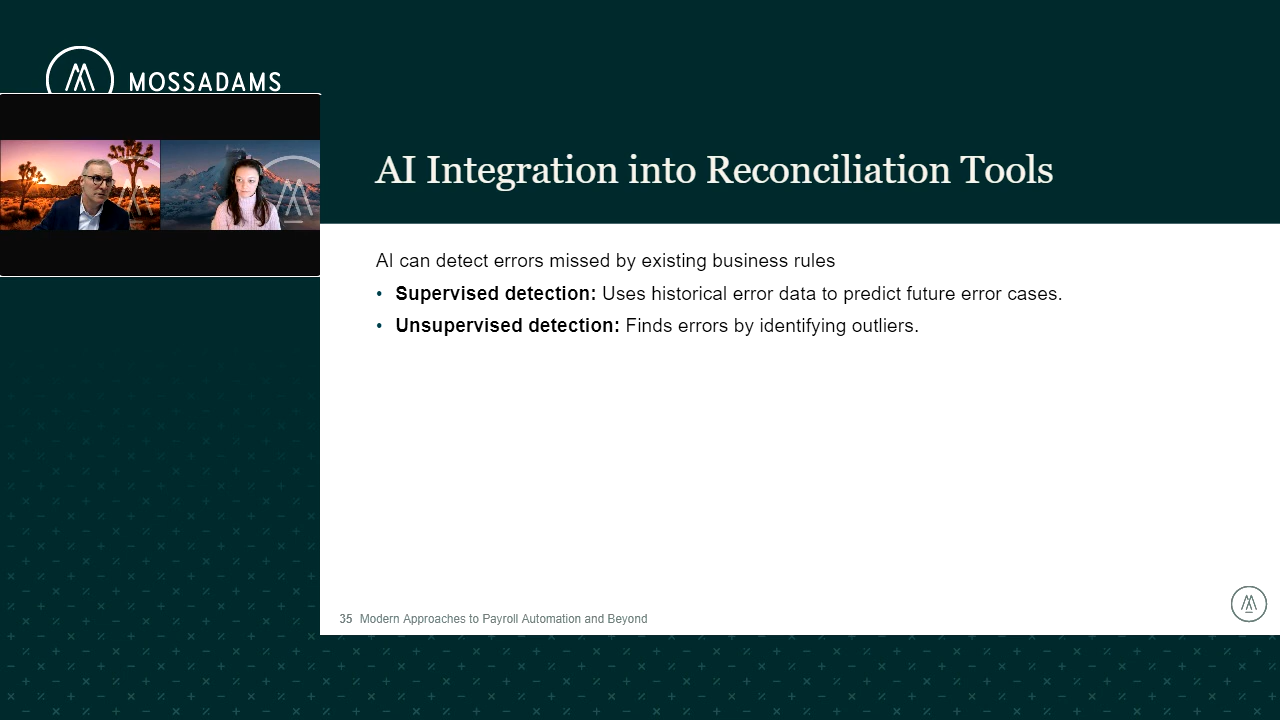 MOSSADAMS
AI Integration into Reconciliation Tools
AI can detect errors missed by existing business rules
• Supervised detection: Uses historical error data to predict future error cases.
• Unsupervised detection: Finds errors by identifying outliers.
35 Modern Approaches to Payroll Automation and Beyond